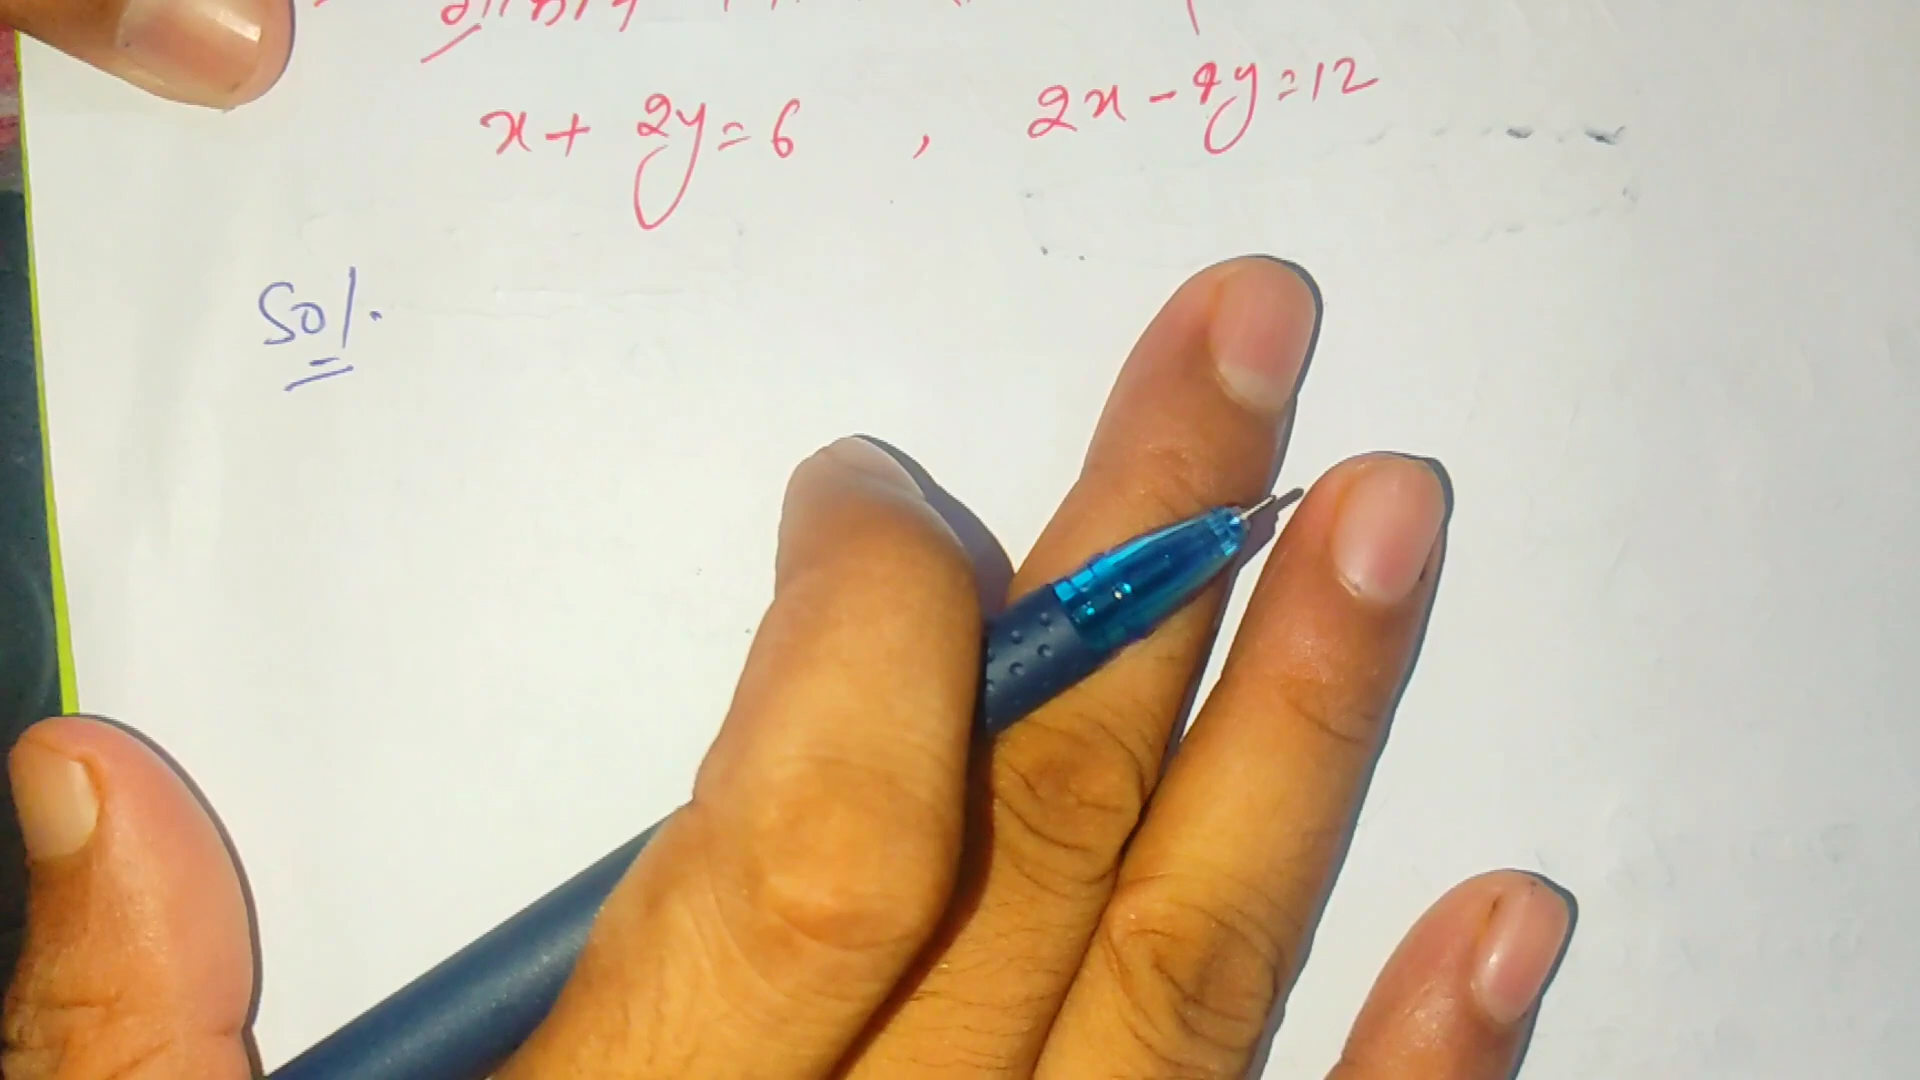 x + 2y = 6 , 2x - 4y = 12
Sol.